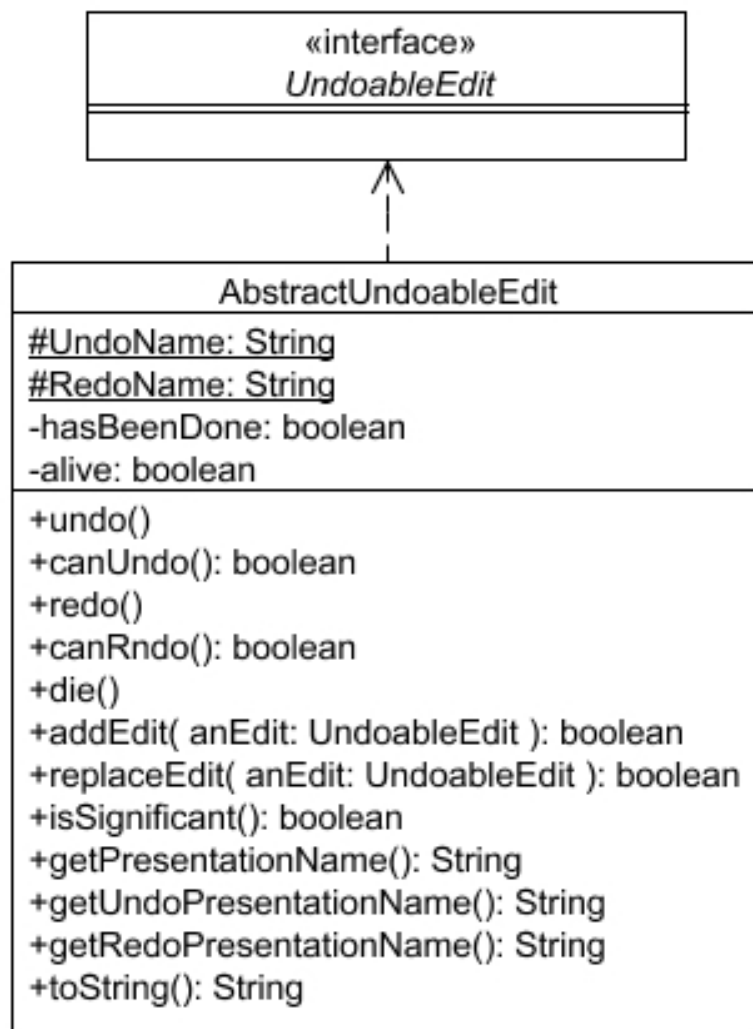 «interface»
UndoableEdit
AbstractUndoableEdit
#UndoName: String
#RedoName: String
-hasBeenDone: boolean
-alive: boolean
+undo()
+canUndo(): boolean
+redo()
+canRndo(): boolean
+die()
+addEdit( anEdit: UndoableEdit ): boolean
+replaceEdit( anEdit: UndoableEdit ): boolean
+isSignificant(): boolean
+getPresentationName(): String
+getUndoPresentationName(): String
+getRedoPresentationName(): String
+toString(): String